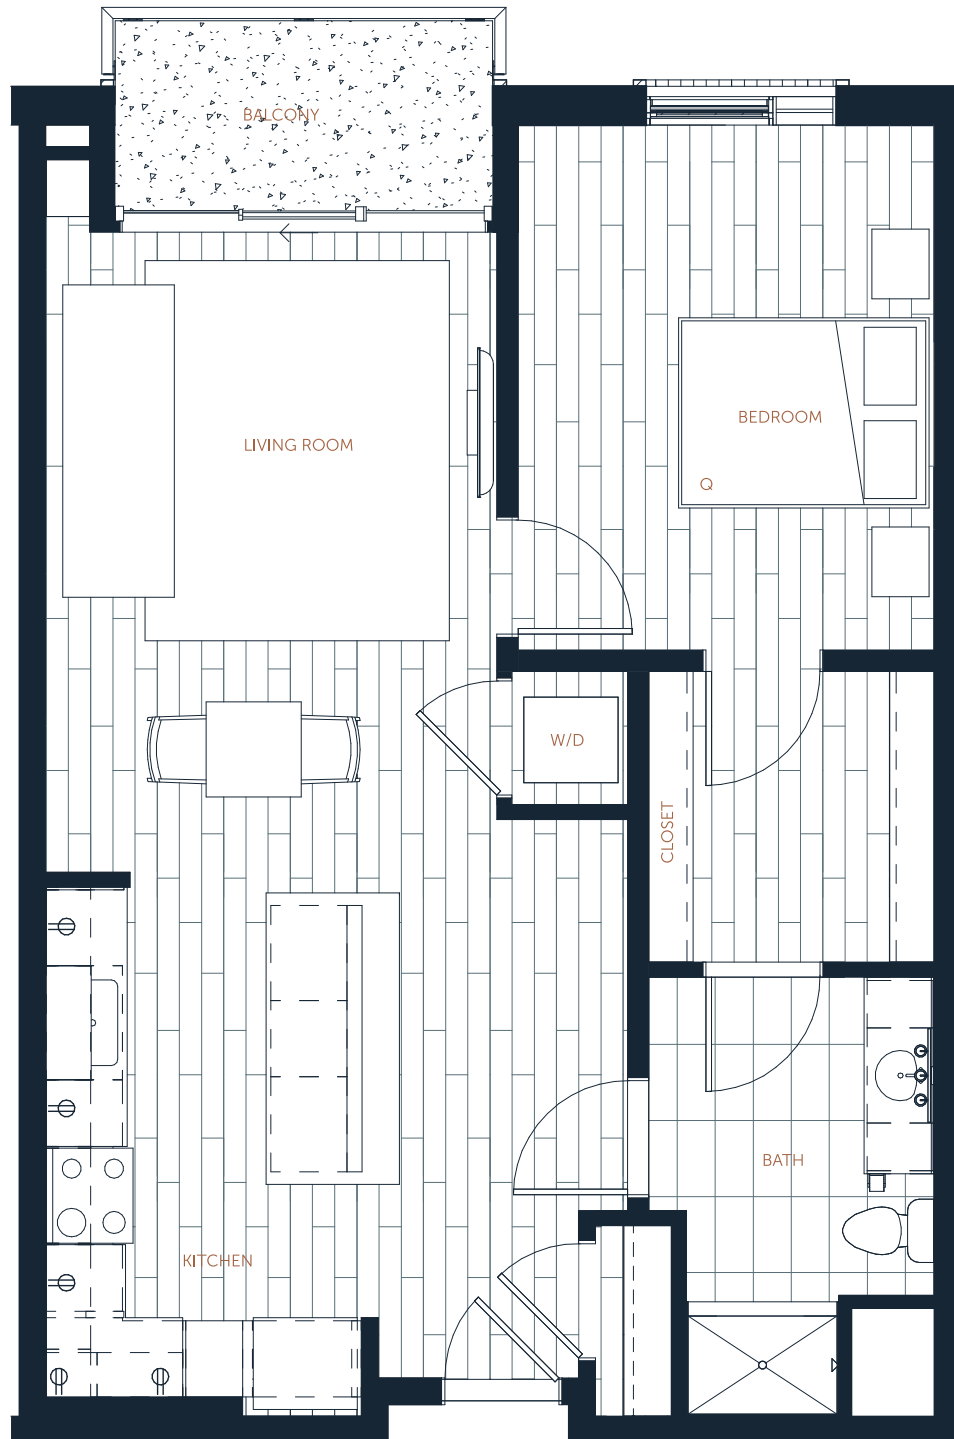 BALCONY
LIVING ROOM
BEDROOM
Q
W/D
CLOSET
BATH
KITCHEN